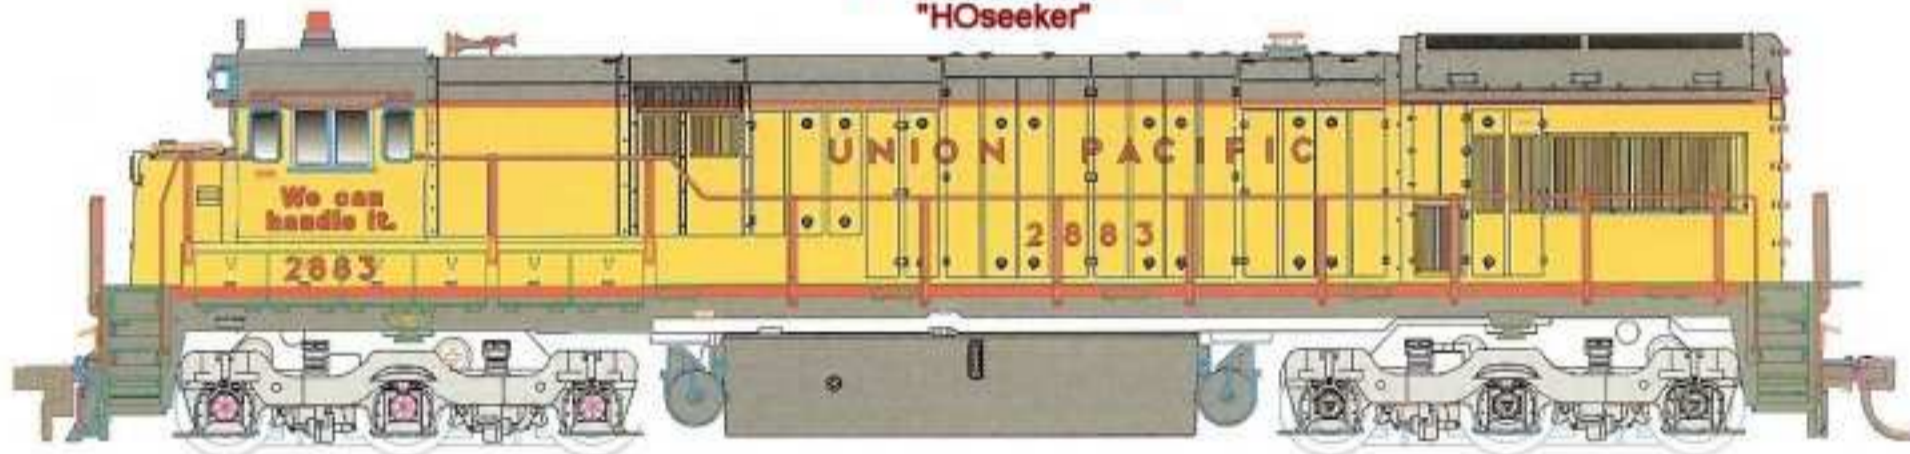 "HOseeker"
UNION PACIFIC
We can
handle it.
2883
2883